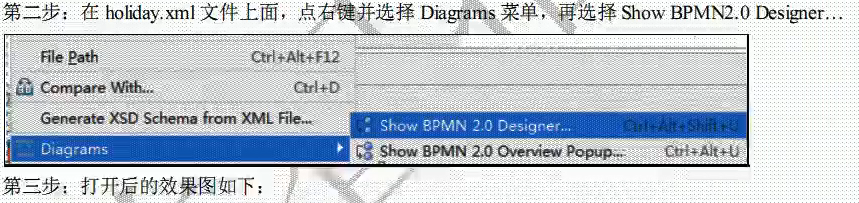 第二步：在 holiday.xml 文件上面，点右键并选择 Diagrams 菜单，再选择 Show BPMN2.0 Designer…
File Path Ctrl+Alt+F12
Compare With... Ctrl+D
Generate XSD Schema from XML File...
Show BPMN 2.0 Designer... Ctrl+Alt+Shift+U
Diagrams
Show BPMN 2.0 Overview Popup... Ctrl+Alt+U
第三步：打开后的效果图如下：